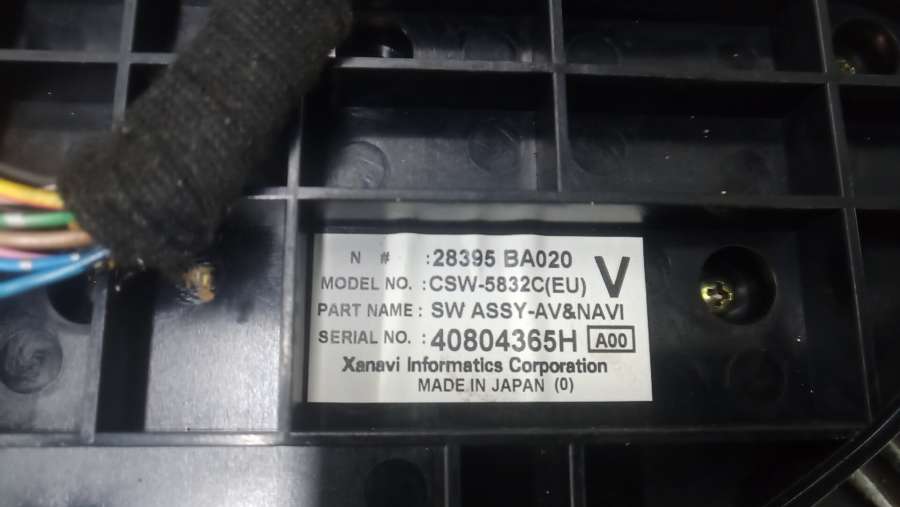 N # : 28395 BA020
V
MODEL NO. : CSW-5832C(EU)
PART NAME : SW ASSY-AV&NAVI
SERIAL NO. : 40804365H A00
Xanavi Informatics Corporation
MADE IN JAPAN (0)